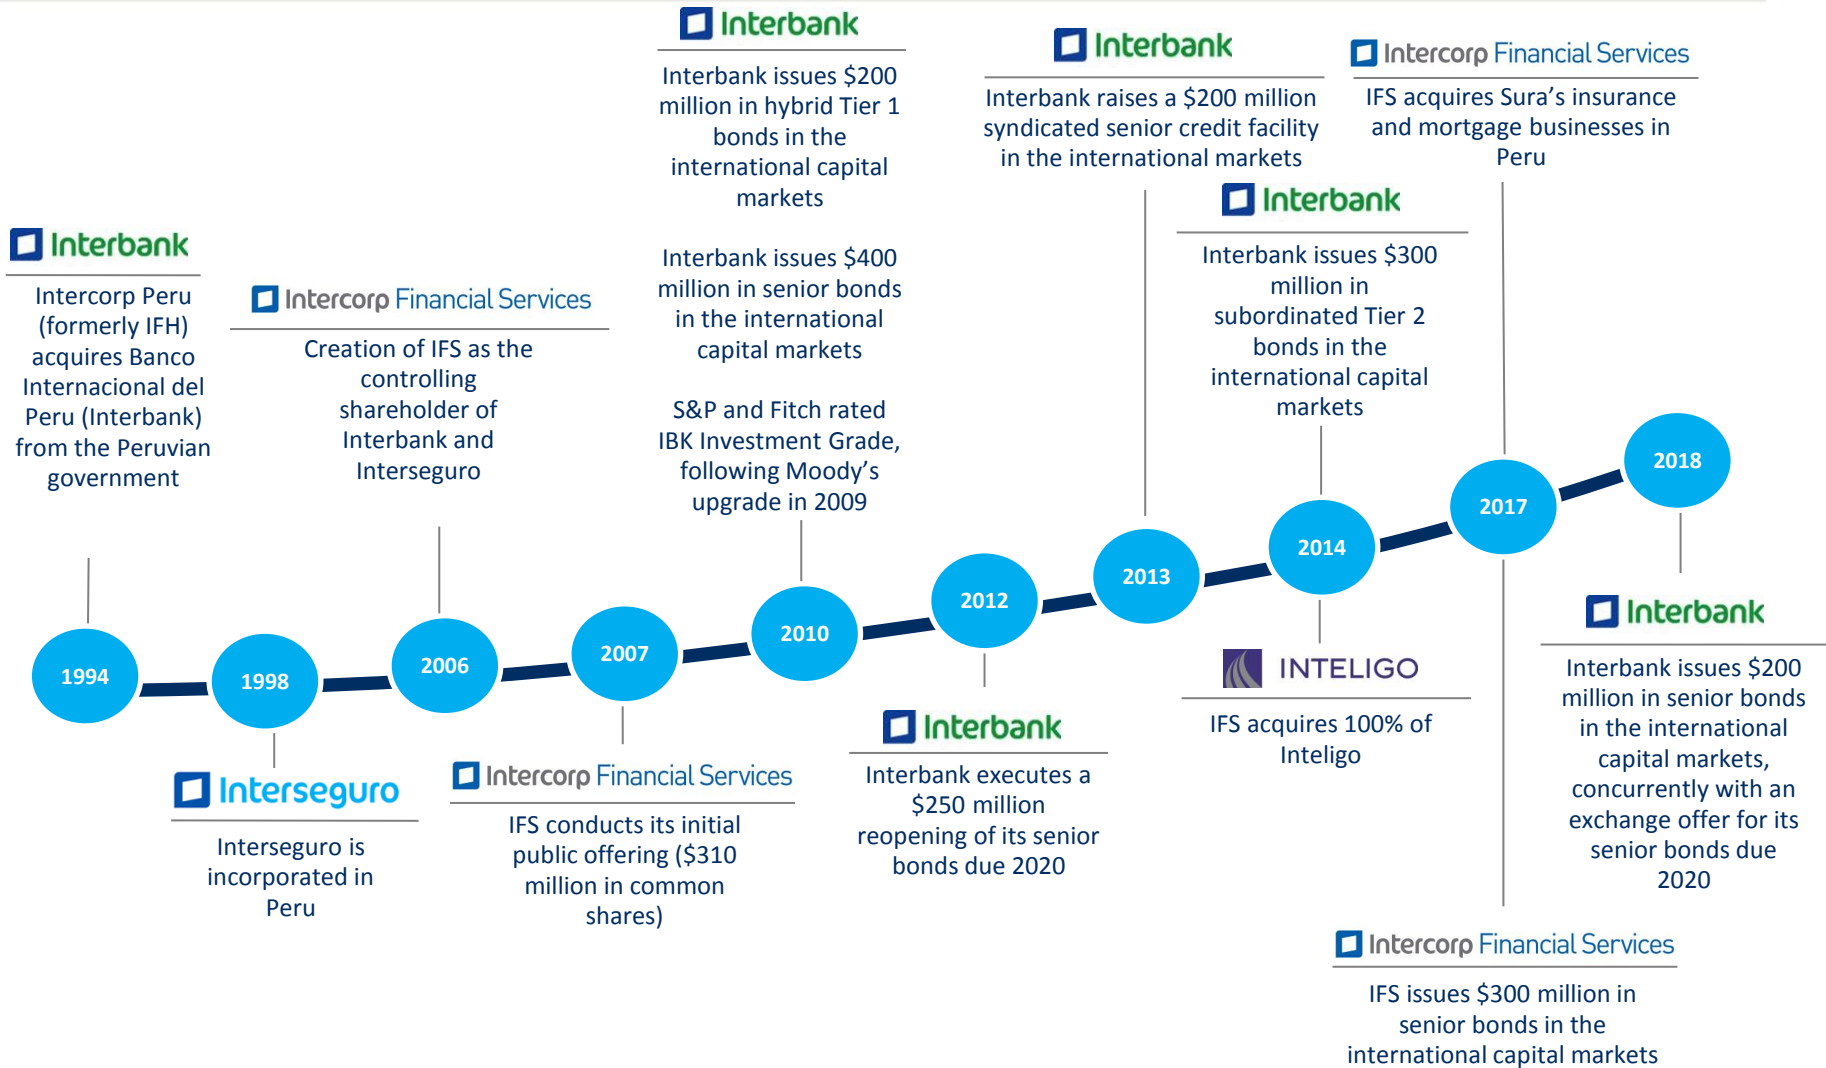 Interbank
Intercorp Peru
(formerly IFH)
acquires Banco
Internacional del
Peru (Interbank)
from the Peruvian
government
1994
1998
Interseguro
Interseguro is
incorporated in
Peru
Intercorp Financial Services
Creation of IFS as the
controlling
shareholder of
Interbank and
Interseguro
2006
2007
Intercorp Financial Services
IFS conducts its initial
public offering ($310
million in common
shares)
Interbank
Interbank issues $200
million in hybrid Tier 1
bonds in the
international capital
markets
Interbank issues $400
million in senior bonds
in the international
capital markets
S&P and Fitch rated
IBK Investment Grade,
following Moody’s
upgrade in 2009
2010
2012
Interbank
Interbank executes a
$250 million
reopening of its senior
bonds due 2020
Interbank
Interbank raises a $200 million
syndicated senior credit facility
in the international markets
2013
Interbank
Interbank issues $300
million in
subordinated Tier 2
bonds in the
international capital
markets
2014
INTELIGO
IFS acquires 100% of
Inteligo
Intercorp Financial Services
IFS acquires Sura’s insurance
and mortgage businesses in
Peru
2017
Intercorp Financial Services
IFS issues $300 million in
senior bonds in the
international capital markets
2018
Interbank
Interbank issues $200
million in senior bonds
in the international
capital markets,
concurrently with an
exchange offer for its
senior bonds due
2020